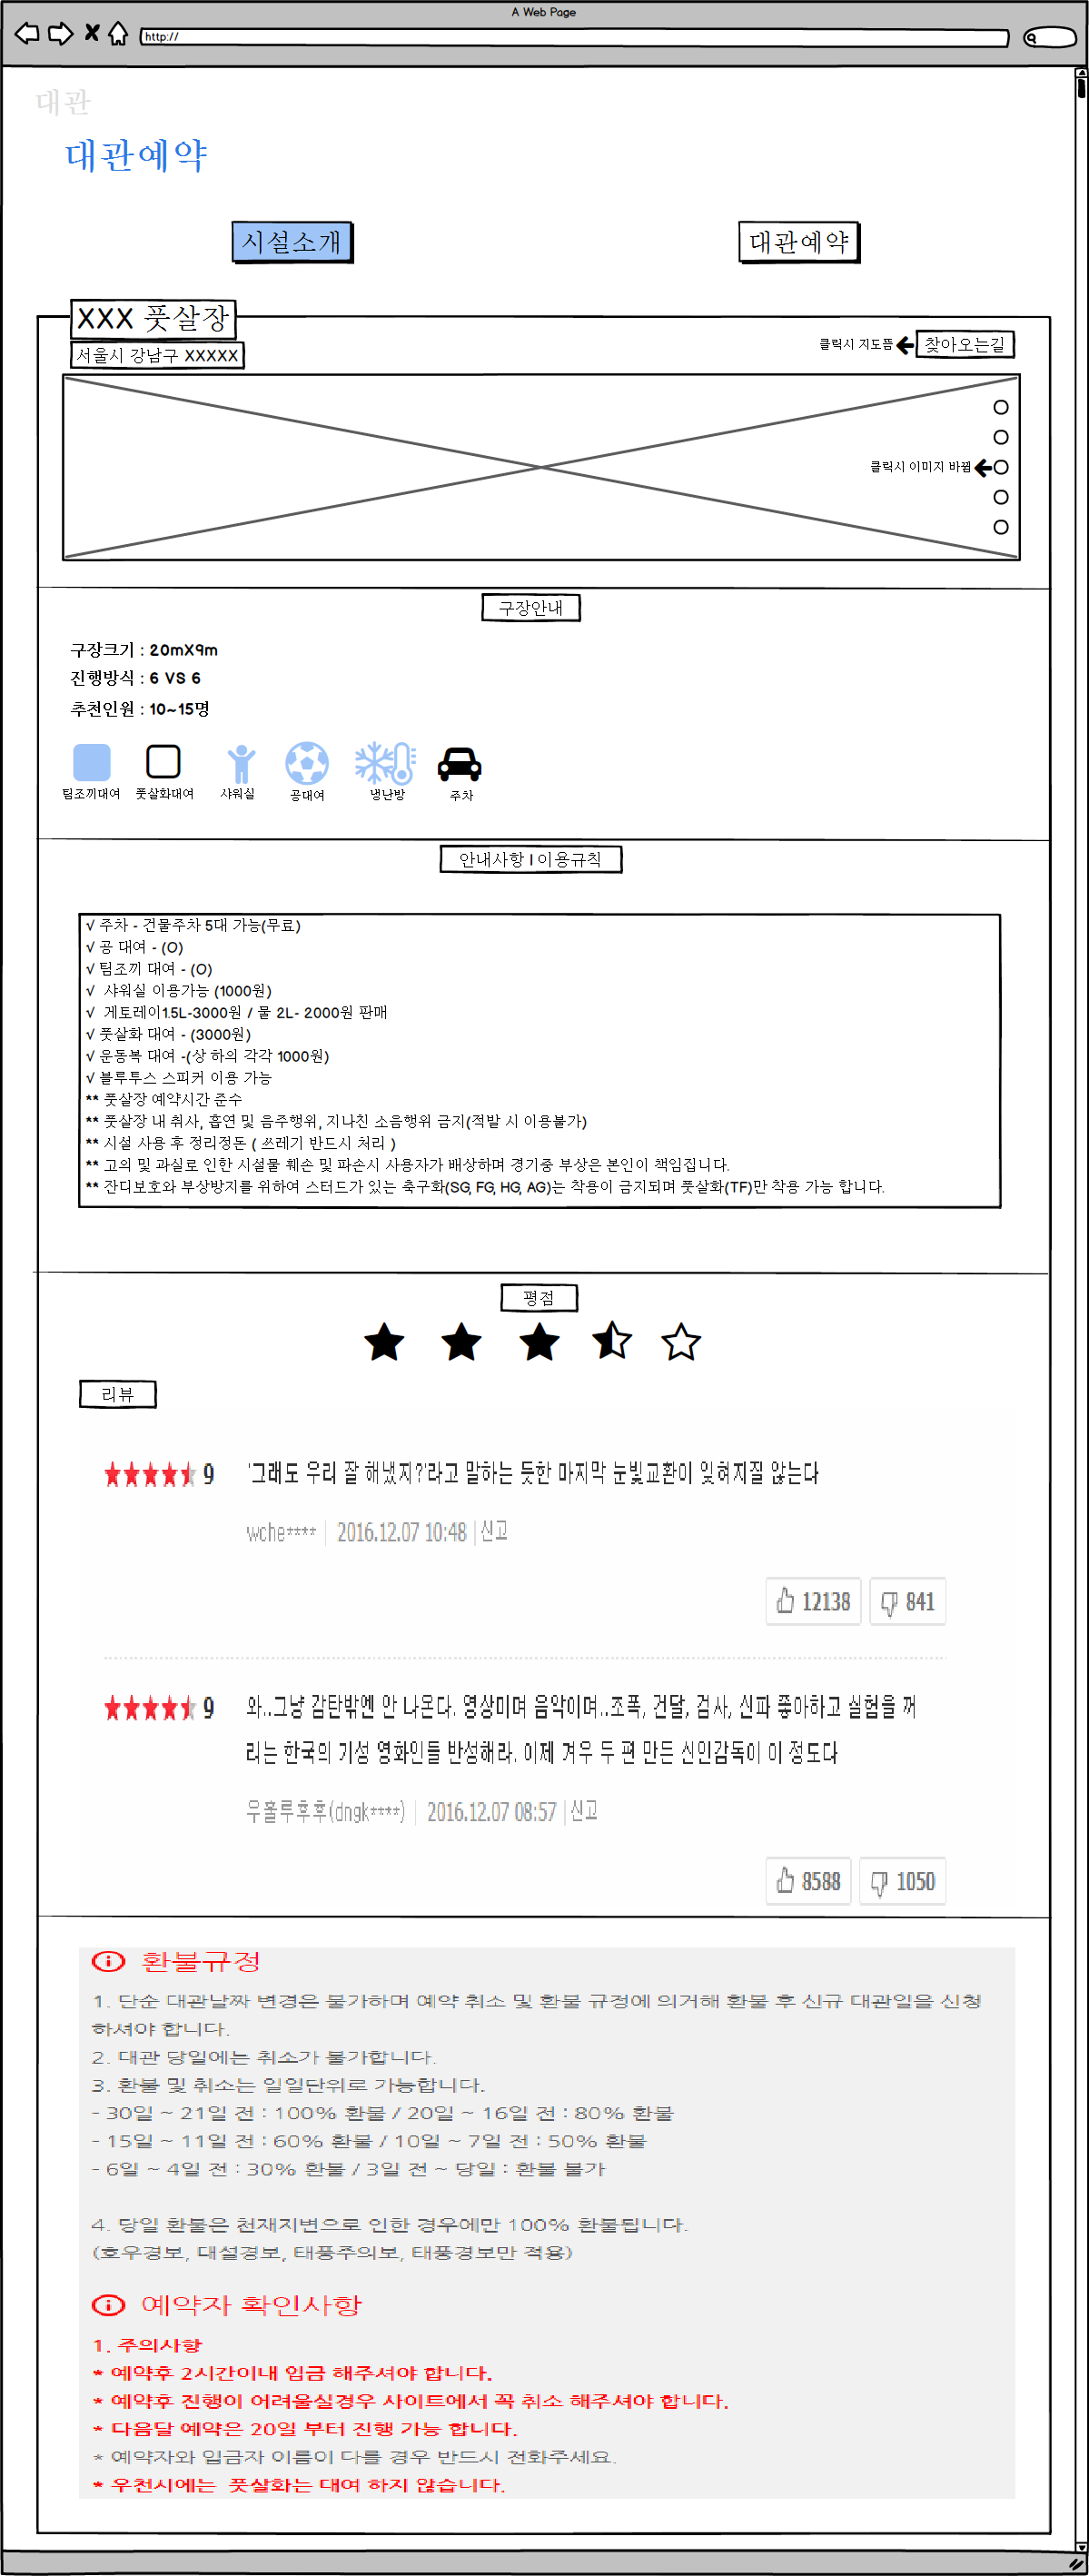 A Web Page
http://
대관
대관예약
시설소개
대관예약
XXX 풋살장
서울시 강남구 XXXXX
클릭시 지도폼
찾아오는길
클릭시 이미지 바뀜
구장안내
구장크기 : 20mX9m
진행방식 : 6 VS 6
추천인원 : 10~15명
팀조끼대여 풋살화대여 샤워실 공대여 냉난방 주차
안내사항 | 이용규칙
√ 주차 - 건물주차 5대 가능(무료)
√ 공 대여 - (O)
√ 팀조끼 대여 - (O)
√ 샤워실 이용가능 (1000원)
√ 게토레이1.5L-3000원 / 물 2L- 2000원 판매
√ 풋살화 대여 - (3000원)
√ 운동복 대여 -(상 하의 각각 1000원)
√ 블루투스 스피커 이용 가능
** 풋살장 예약시간 준수
** 풋살장 내 취사, 흡연 및 음주행위, 지나친 소음행위 금지(적발 시 이용불가)
** 시설 사용 후 정리정돈 ( 쓰레기 반드시 처리 )
** 고의 및 과실로 인한 시설물 훼손 및 파손시 사용자가 배상하며 경기중 부상은 본인이 책임집니다.
** 잔디보호와 부상방지를 위하여 스터드가 있는 축구화(SG, FG, HG, AG)는 착용이 금지되며 풋살화(TF)만 착용 가능 합니다.
평점
리뷰
9 '그래도 우리 잘 해냈지?'라고 말하는 듯한 마지막 눈빛교환이 잊혀지질 않는다
wche**** | 2016.12.07 10:48 | 신고
12138 841
9 와..그냥 감탄밖엔 안 나온다. 영상미며 음악이며..조폭, 건달, 검사, 신파 좋아하고 실험을 꺼
리는 한국의 기성 영화인들 반성해라. 이제 겨우 두 편 만든 신인감독이 이 정도다
우훌루후후(dngk****) | 2016.12.07 08:57 | 신고
8588 1050
환불규정
1. 단순 대관날짜 변경은 불가하며 예약 취소 및 환불 규정에 의거해 환불 후 신규 대관일을 신청
하셔야 합니다.
2. 대관 당일에는 취소가 불가합니다.
3. 환불 및 취소는 일일단위로 가능합니다.
- 30일 ~ 21일 전 : 100% 환불 / 20일 ~ 16일 전 : 80% 환불
- 15일 ~ 11일 전 : 60% 환불 / 10일 ~ 7일 전 : 50% 환불
- 6일 ~ 4일 전 : 30% 환불 / 3일 전 ~ 당일 : 환불 불가
4. 당일 환불은 천재지변으로 인한 경우에만 100% 환불됩니다.
(호우경보, 대설경보, 태풍주의보, 태풍경보만 적용)
예약자 확인사항
1. 주의사항
* 예약후 2시간이내 입금 해주셔야 합니다.
* 예약후 진행이 어려울실경우 사이트에서 꼭 취소 해주셔야 합니다.
* 다음달 예약은 20일 부터 진행 가능 합니다.
* 예약자와 입금자 이름이 다를 경우 반드시 전화주세요.
* 우천시에는 풋살화는 대여 하지 않습니다.